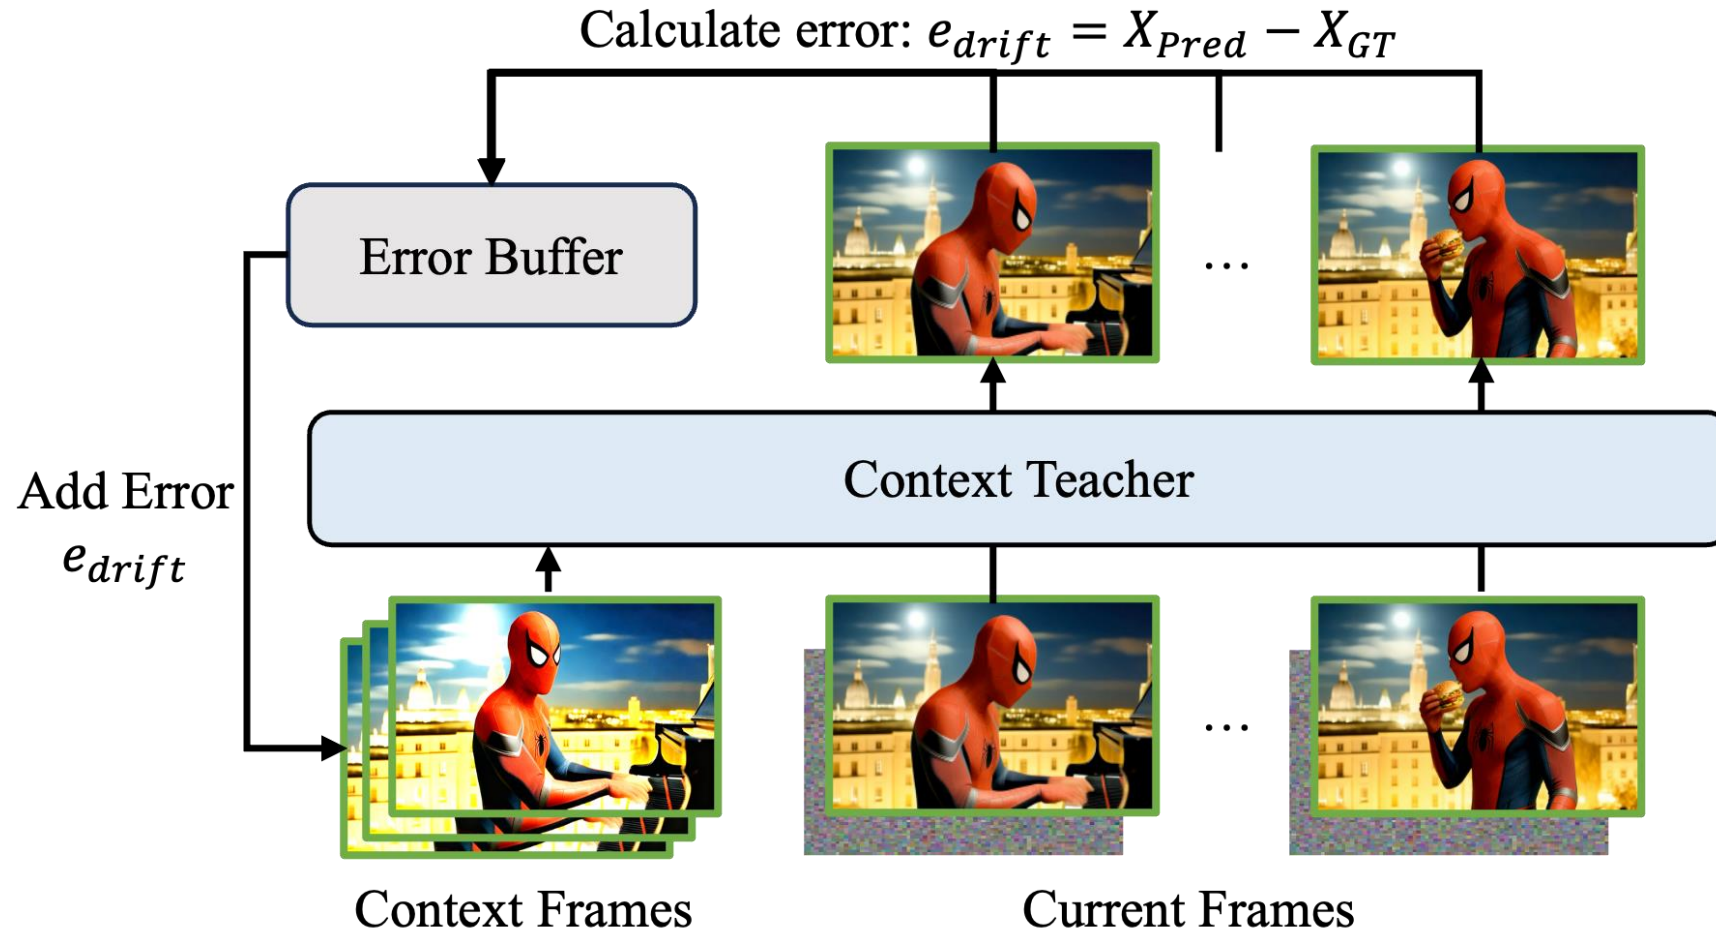 Calculate error: e_drift = X_Pred − X_GT
Error Buffer
...
Context Teacher
Add Error
e_drift
...
Context Frames
Current Frames